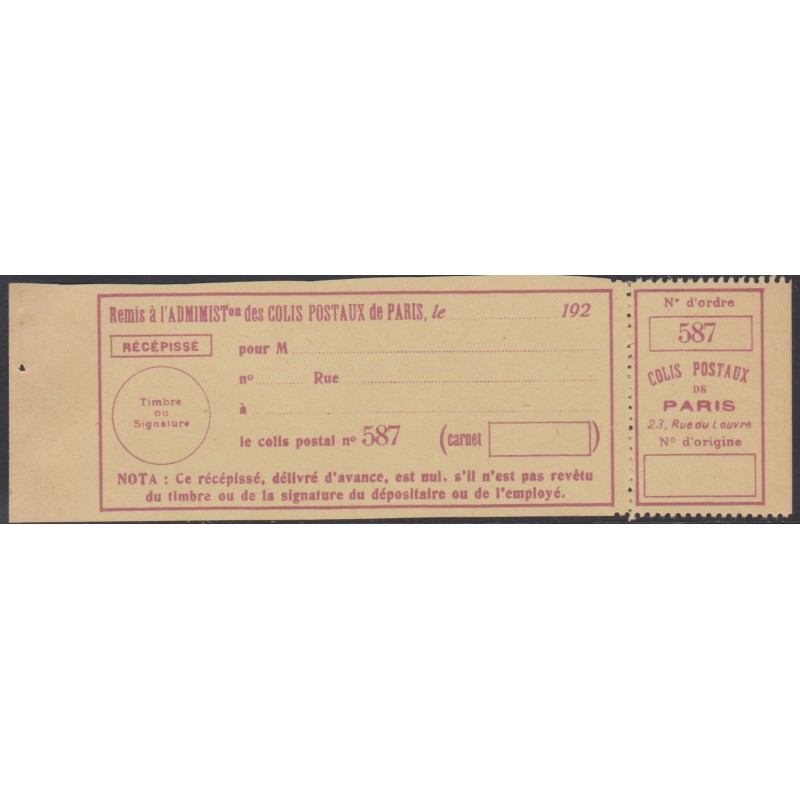 Remis à l'ADMIMISTon des COLIS POSTAUX de PARIS, le 192
RÉCÉPISSÉ
pour M
no Rue
à
Timbre
ou
Signature
le colis postal no 587 (carnet )
NOTA : Ce récépissé, délivré d'avance, est nul, s'il n'est pas revêtu
du timbre ou de la signature du dépositaire ou de l'employé.
No d'ordre
587
COLIS POSTAUX
DE
PARIS
23, Rue du Louvre
No d'origine